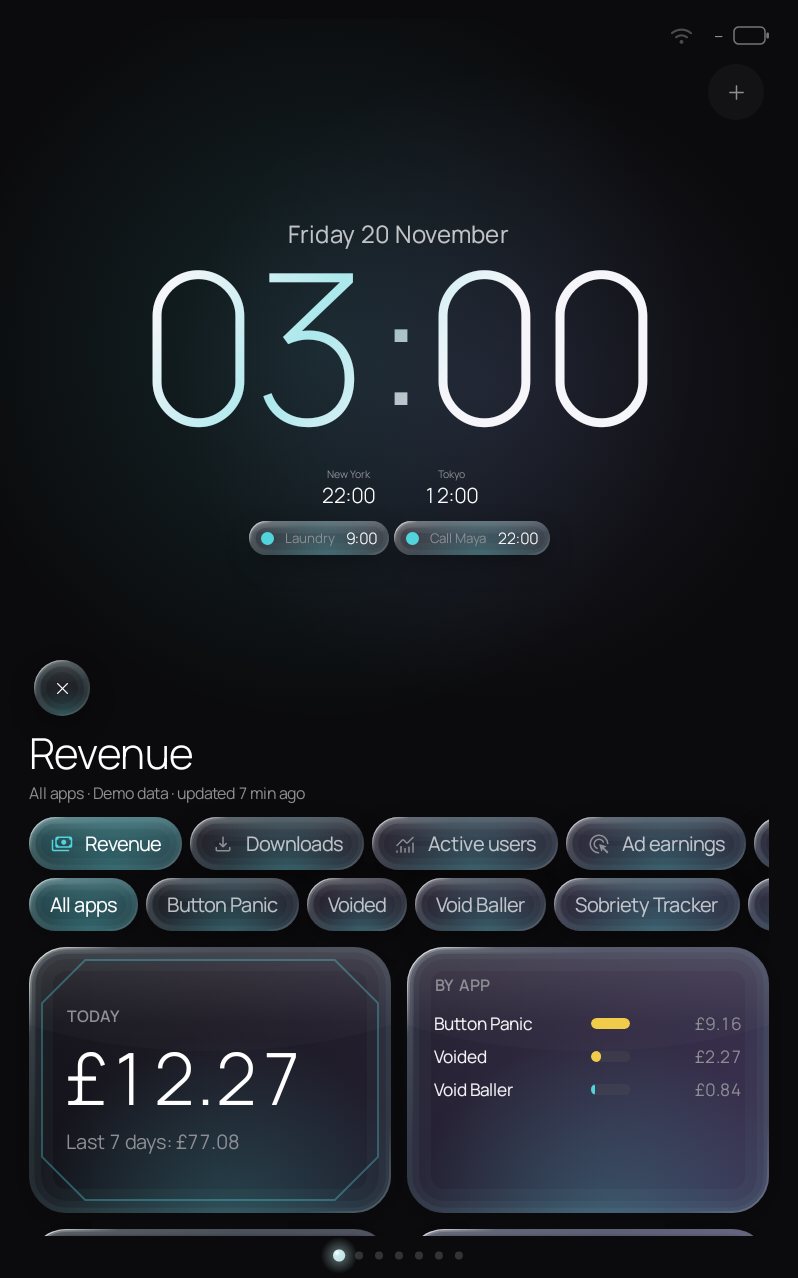 –
+
Friday 20 November
03:00
New York Tokyo
22:00 12:00
Laundry 9:00 Call Maya 22:00
Revenue
All apps · Demo data · updated 7 min ago
Revenue Downloads Active users Ad earnings
All apps Button Panic Voided Void Baller Sobriety Tracker
TODAY
£12.27
Last 7 days: £77.08
BY APP
Button Panic £9.16
Voided £2.27
Void Baller £0.84